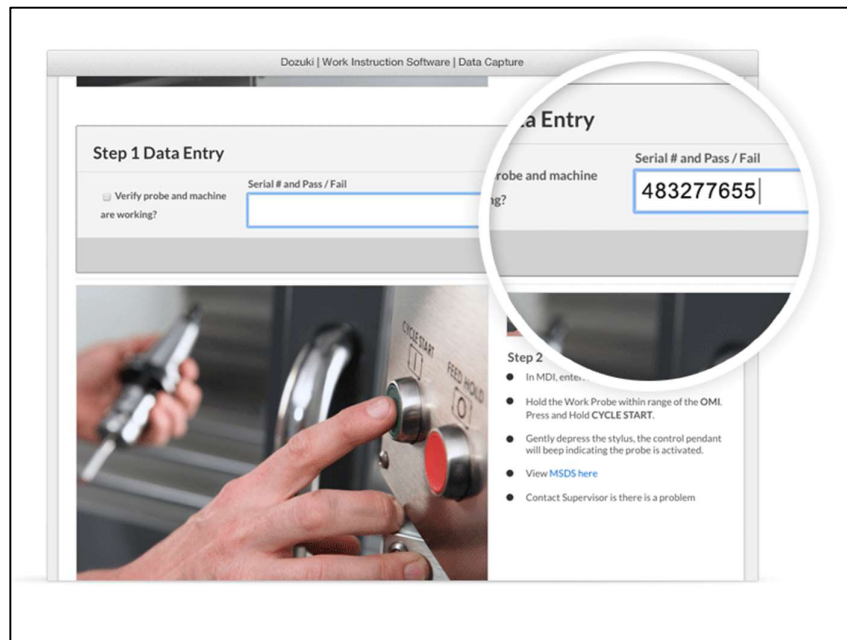 Dozuki | Work Instruction Software | Data Capture
Step 1 Data Entry
Verify probe and machine
are working?
Serial # and Pass / Fail
a Entry
robe and machine
ng?
Serial # and Pass / Fail
483277655
CYCLE START
I
FEED HOLD
O
Step 2
In MDI, enter
Hold the Work Probe within range of the OMI.
Press and Hold CYCLE START.
Gently depress the stylus, the control pendant
will beep indicating the probe is activated.
View MSDS here
Contact Supervisor is there is a problem